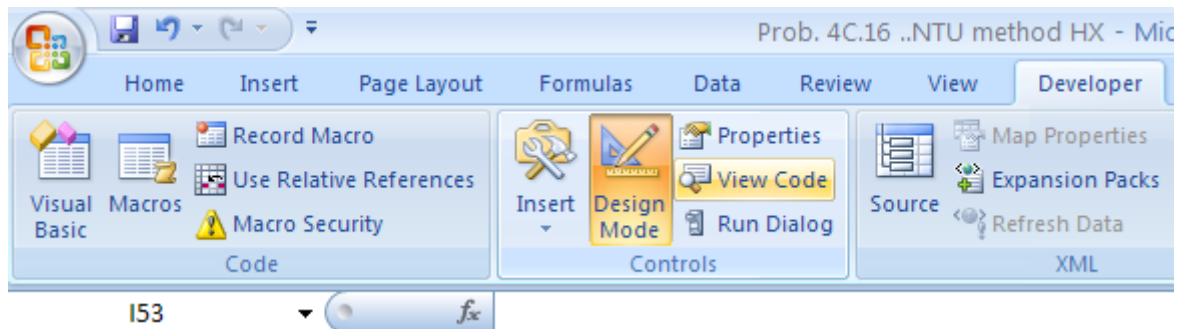 Prob. 4C.16 ..NTU method HX - Mic
Home Insert Page Layout Formulas Data Review View Developer
Visual Basic
Macros
Record Macro
Use Relative References
Macro Security
Code
Insert
Design Mode
Properties
View Code
Run Dialog
Controls
Source
Map Properties
Expansion Packs
Refresh Data
XML
I53 fx